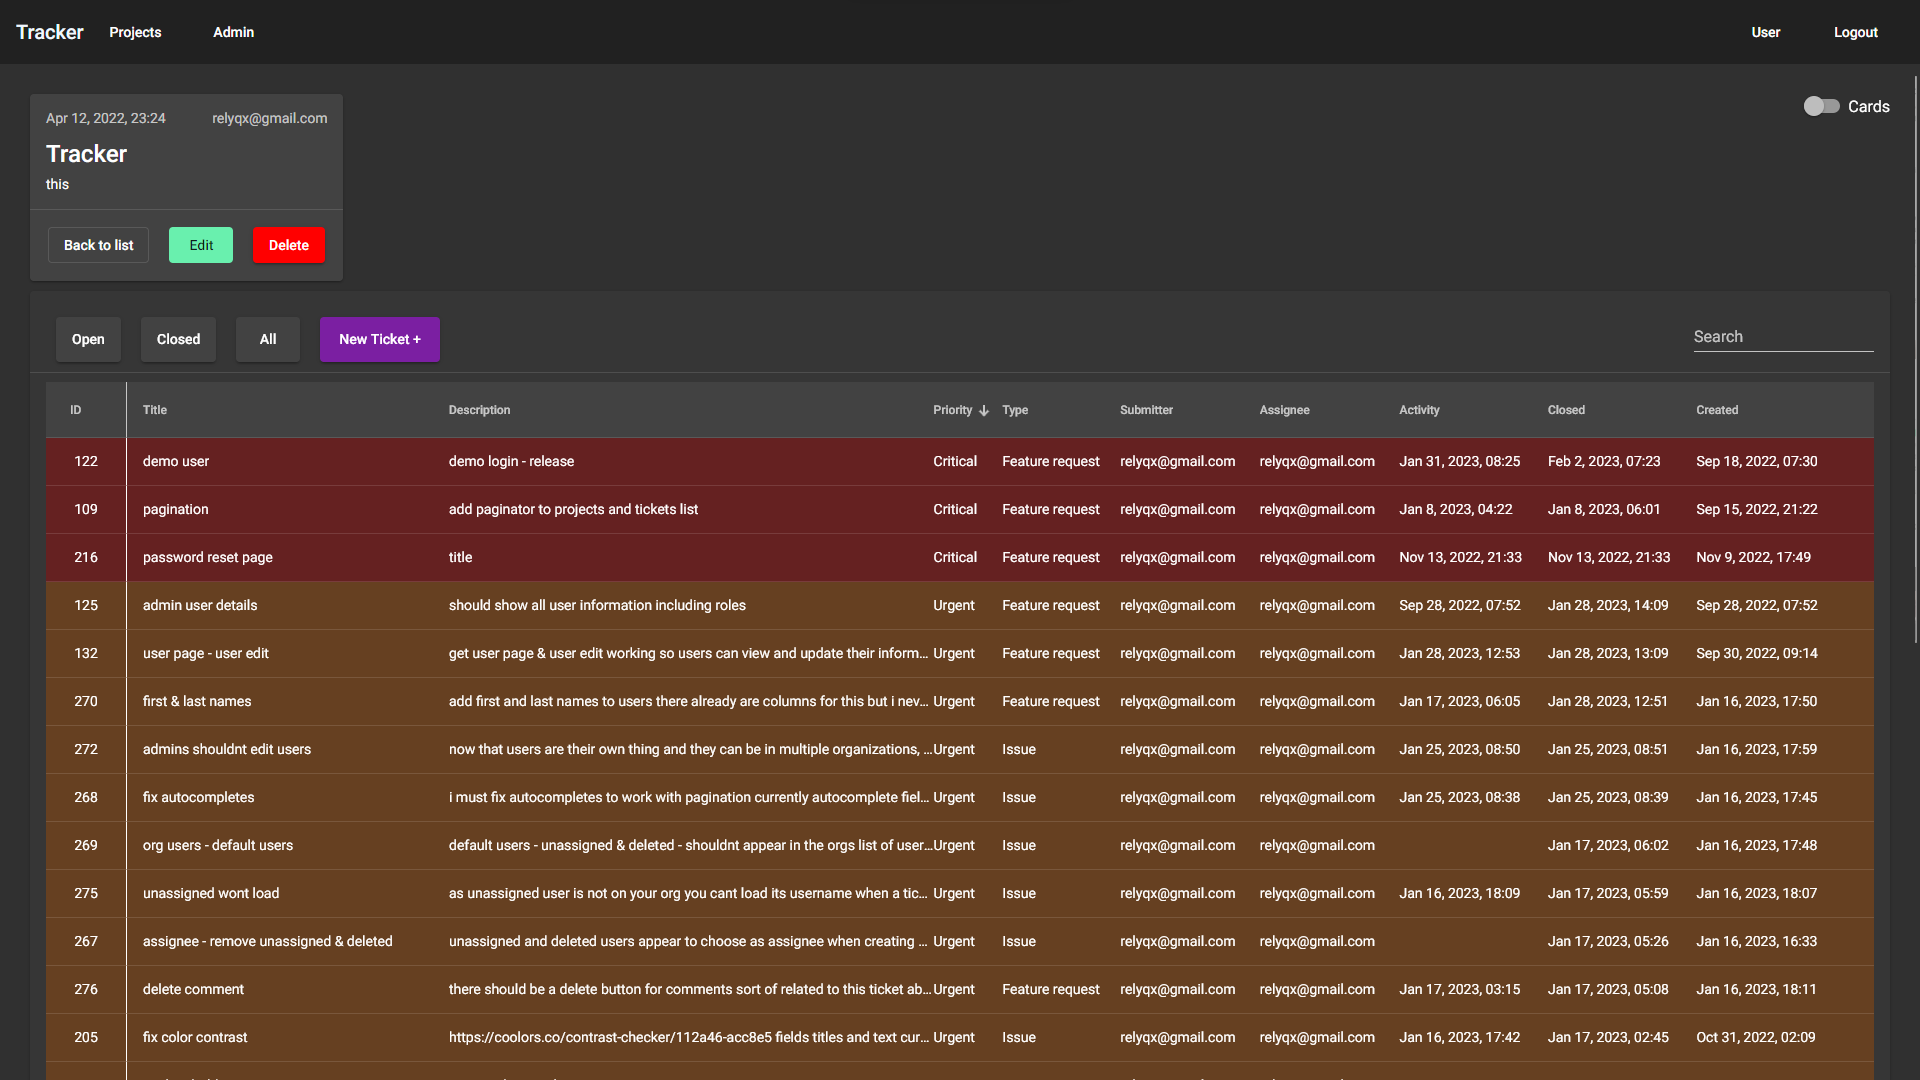 Tracker Projects Admin User Logout
Cards
Apr 12, 2022, 23:24 relyqx@gmail.com
Tracker
this
Back to list Edit Delete
Open Closed All New Ticket + Search
ID Title Description Priority Type Submitter Assignee Activity Closed Created
122 demo user demo login - release Critical Feature request relyqx@gmail.com relyqx@gmail.com Jan 31, 2023, 08:25 Feb 2, 2023, 07:23 Sep 18, 2022, 07:30
109 pagination add paginator to projects and tickets list Critical Feature request relyqx@gmail.com relyqx@gmail.com Jan 8, 2023, 04:22 Jan 8, 2023, 06:01 Sep 15, 2022, 21:22
216 password reset page title Critical Feature request relyqx@gmail.com relyqx@gmail.com Nov 13, 2022, 21:33 Nov 13, 2022, 21:33 Nov 9, 2022, 17:49
125 admin user details should show all user information including roles Urgent Feature request relyqx@gmail.com relyqx@gmail.com Sep 28, 2022, 07:52 Jan 28, 2023, 14:09 Sep 28, 2022, 07:52
132 user page - user edit get user page & user edit working so users can view and update their inform... Urgent Feature request relyqx@gmail.com relyqx@gmail.com Jan 28, 2023, 12:53 Jan 28, 2023, 13:09 Sep 30, 2022, 09:14
270 first & last names add first and last names to users there already are columns for this but i nev... Urgent Feature request relyqx@gmail.com relyqx@gmail.com Jan 17, 2023, 06:05 Jan 28, 2023, 12:51 Jan 16, 2023, 17:50
272 admins shouldnt edit users now that users are their own thing and they can be in multiple organizations, ... Urgent Issue relyqx@gmail.com relyqx@gmail.com Jan 25, 2023, 08:50 Jan 25, 2023, 08:51 Jan 16, 2023, 17:59
268 fix autocompletes i must fix autocompletes to work with pagination currently autocomplete fiel... Urgent Issue relyqx@gmail.com relyqx@gmail.com Jan 25, 2023, 08:38 Jan 25, 2023, 08:39 Jan 16, 2023, 17:45
269 org users - default users default users - unassigned & deleted - shouldnt appear in the orgs list of user... Urgent Issue relyqx@gmail.com relyqx@gmail.com Jan 17, 2023, 06:02 Jan 16, 2023, 17:48
275 unassigned wont load as unassigned user is not on your org you cant load its username when a tic... Urgent Issue relyqx@gmail.com relyqx@gmail.com Jan 16, 2023, 18:09 Jan 17, 2023, 05:59 Jan 16, 2023, 18:07
267 assignee - remove unassigned & deleted unassigned and deleted users appear to choose as assignee when creating ... Urgent Issue relyqx@gmail.com relyqx@gmail.com Jan 17, 2023, 05:26 Jan 16, 2023, 16:33
276 delete comment there should be a delete button for comments sort of related to this ticket ab... Urgent Feature request relyqx@gmail.com relyqx@gmail.com Jan 17, 2023, 03:15 Jan 17, 2023, 05:08 Jan 16, 2023, 18:11
205 fix color contrast https://coolors.co/contrast-checker/112a46-acc8e5 fields titles and text cur... Urgent Issue relyqx@gmail.com relyqx@gmail.com Jan 16, 2023, 17:42 Jan 17, 2023, 02:45 Oct 31, 2022, 02:09